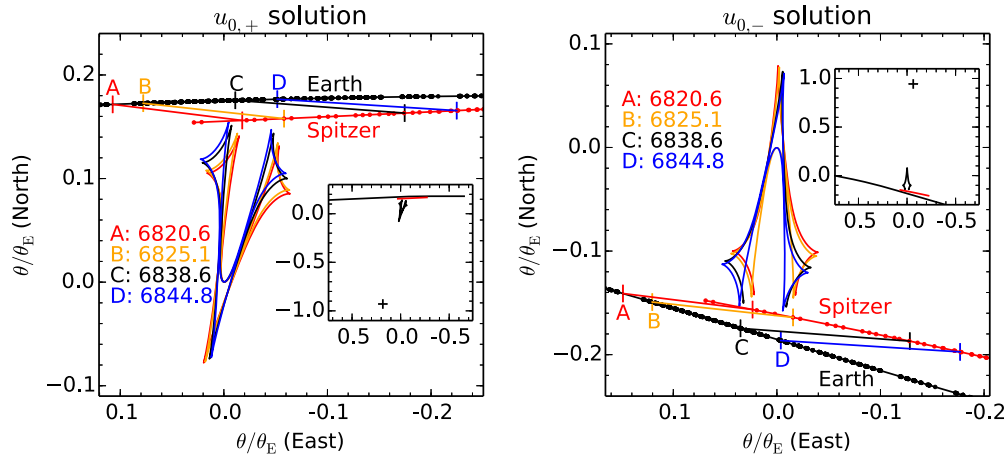 u0,+ solution
0.2
0.1
0.0
−0.1
θ/θE (North)
A
B
C
D
Earth
Spitzer
A: 6820.6
B: 6825.1
C: 6838.6
D: 6844.8
0.0
−0.5
−1.0
0.5
0.0
-0.5
0.1
0.0
-0.1
-0.2
θ/θE (East)
u0,− solution
0.1
0.0
−0.1
−0.2
θ/θE (North)
A: 6820.6
B: 6825.1
C: 6838.6
D: 6844.8
1.0
0.5
0.0
0.5
0.0
-0.5
A
B
C
D
Spitzer
Earth
0.1
0.0
-0.1
-0.2
θ/θE (East)